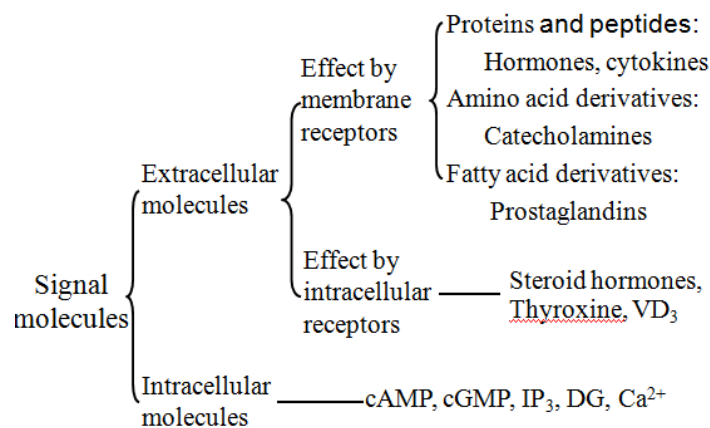 Signal
molecules
Extracellular
molecules
Effect by
membrane
receptors
Proteins and peptides:
Hormones, cytokines
Amino acid derivatives:
Catecholamines
Fatty acid derivatives:
Prostaglandins
Effect by
intracellular
receptors
Steroid hormones,
Thyroxine, VD₃
Intracellular
molecules
cAMP, cGMP, IP₃, DG, Ca²⁺